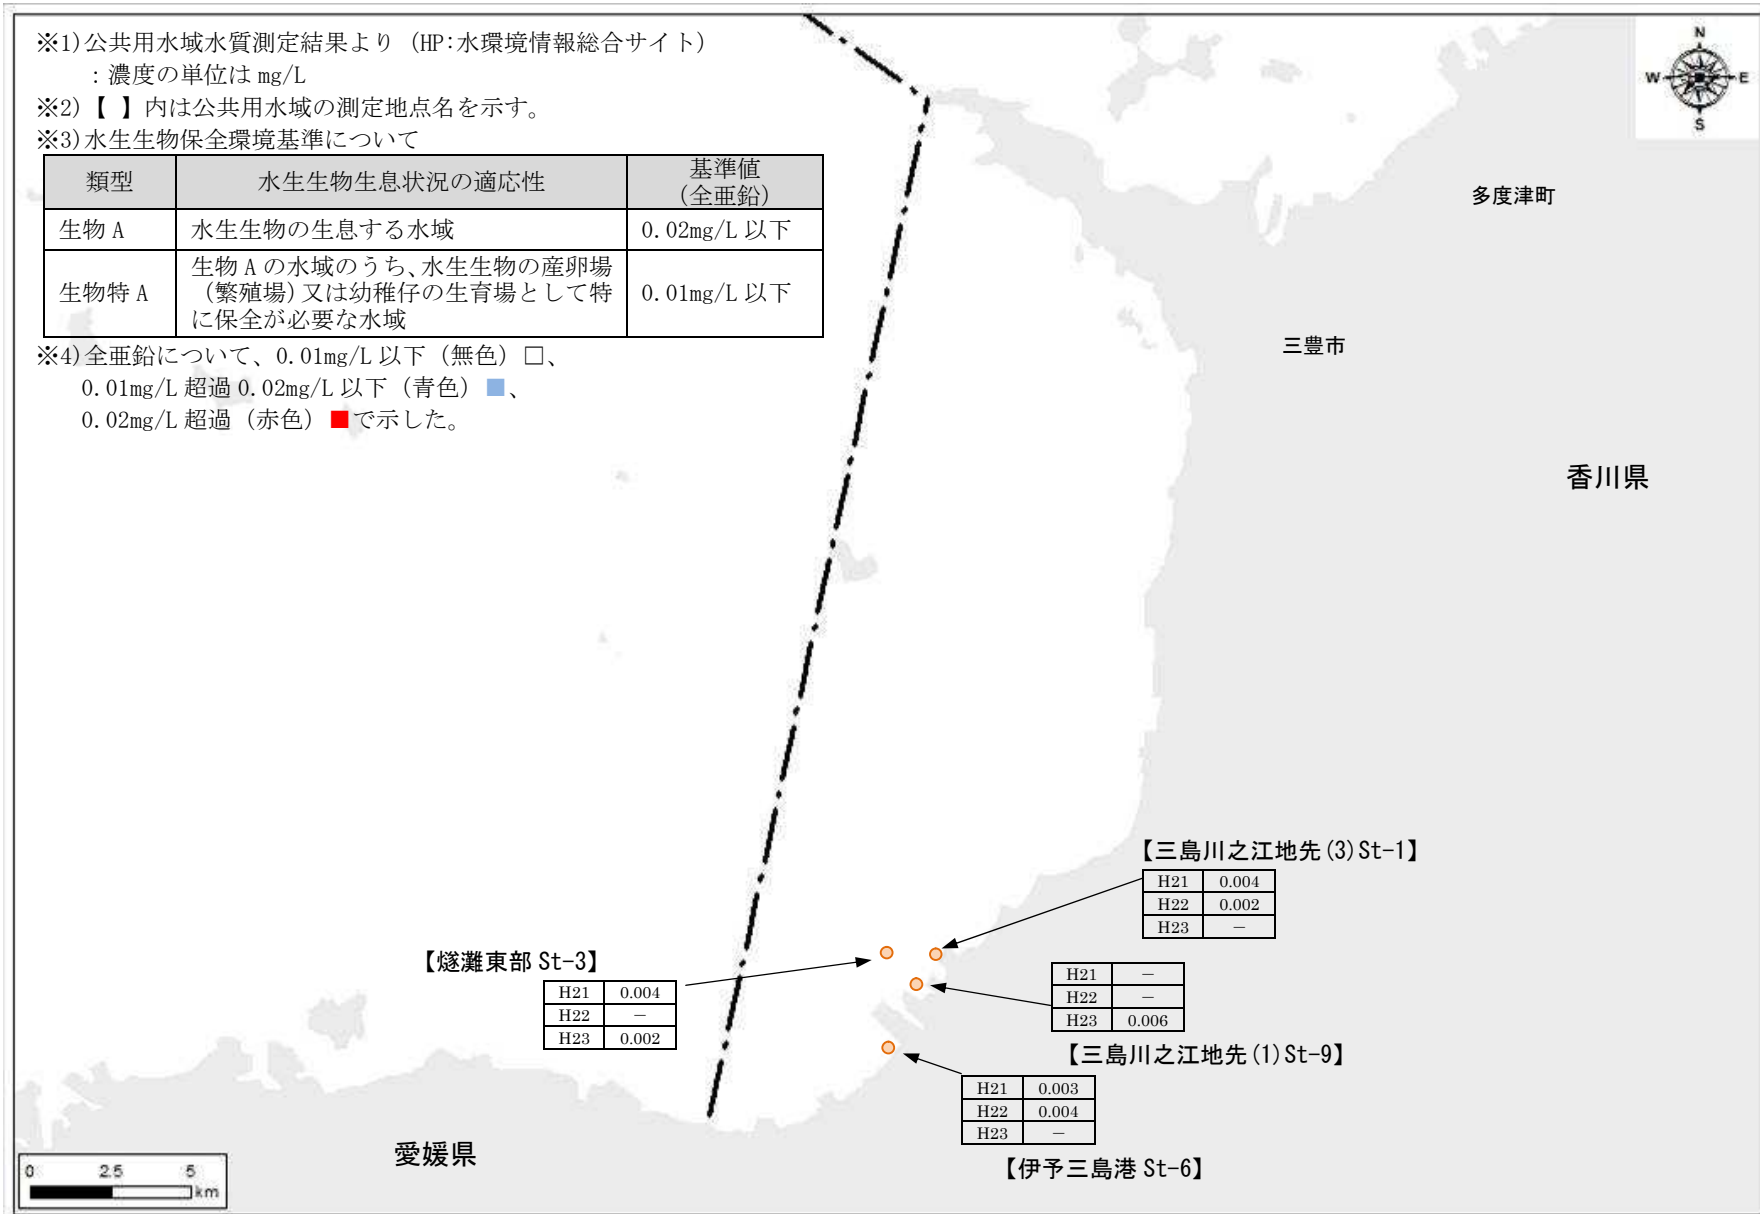 ※1)公共用水域水質測定結果より（HP:水環境情報総合サイト）
：濃度の単位は mg/L
※2)【 】内は公共用水域の測定地点名を示す。
※3)水生生物保全環境基準について
類型 水生生物生息状況の適応性 基準値
(全亜鉛)
生物 A 水生生物の生息する水域 0.02mg/L 以下
生物特 A 生物 A の水域のうち、水生生物の産卵場
（繁殖場）又は幼稚仔の生育場として特
に保全が必要な水域 0.01mg/L 以下
※4)全亜鉛について、0.01mg/L 以下（無色）□、
0.01mg/L 超過 0.02mg/L 以下（青色）■、
0.02mg/L 超過（赤色）■で示した。
N
W E
S
多度津町
三豊市
香川県
【三島川之江地先(3)St-1】
H21 0.004
H22 0.002
H23 －
【燧灘東部 St-3】
H21 0.004
H22 －
H23 0.002
H21 －
H22 －
H23 0.006
【三島川之江地先(1)St-9】
H21 0.003
H22 0.004
H23 －
【伊予三島港 St-6】
愛媛県
0 2.5 5
km